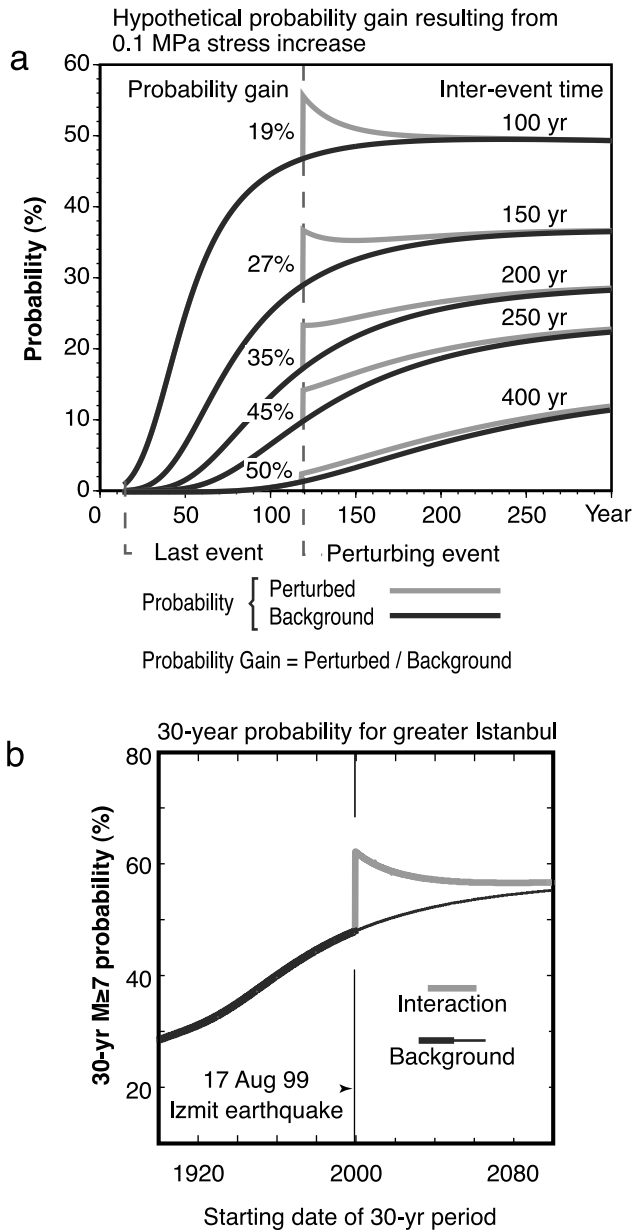 Hypothetical probability gain resulting from
0.1 MPa stress increase
a
60
50
40
30
20
10
0
Probability (%)
Probability gain
Inter-event time
19%
100 yr
27%
150 yr
35%
200 yr
45%
250 yr
50%
400 yr
0 50 100 150 200 250 Year
Last event
Perturbing event
Probability {
Perturbed
Background
Probability Gain = Perturbed / Background
b
30-year probability for greater Istanbul
80
60
40
20
30-yr M≥7 probability (%)
Interaction
Background
17 Aug 99
Izmit earthquake
1920 2000 2080
Starting date of 30-yr period